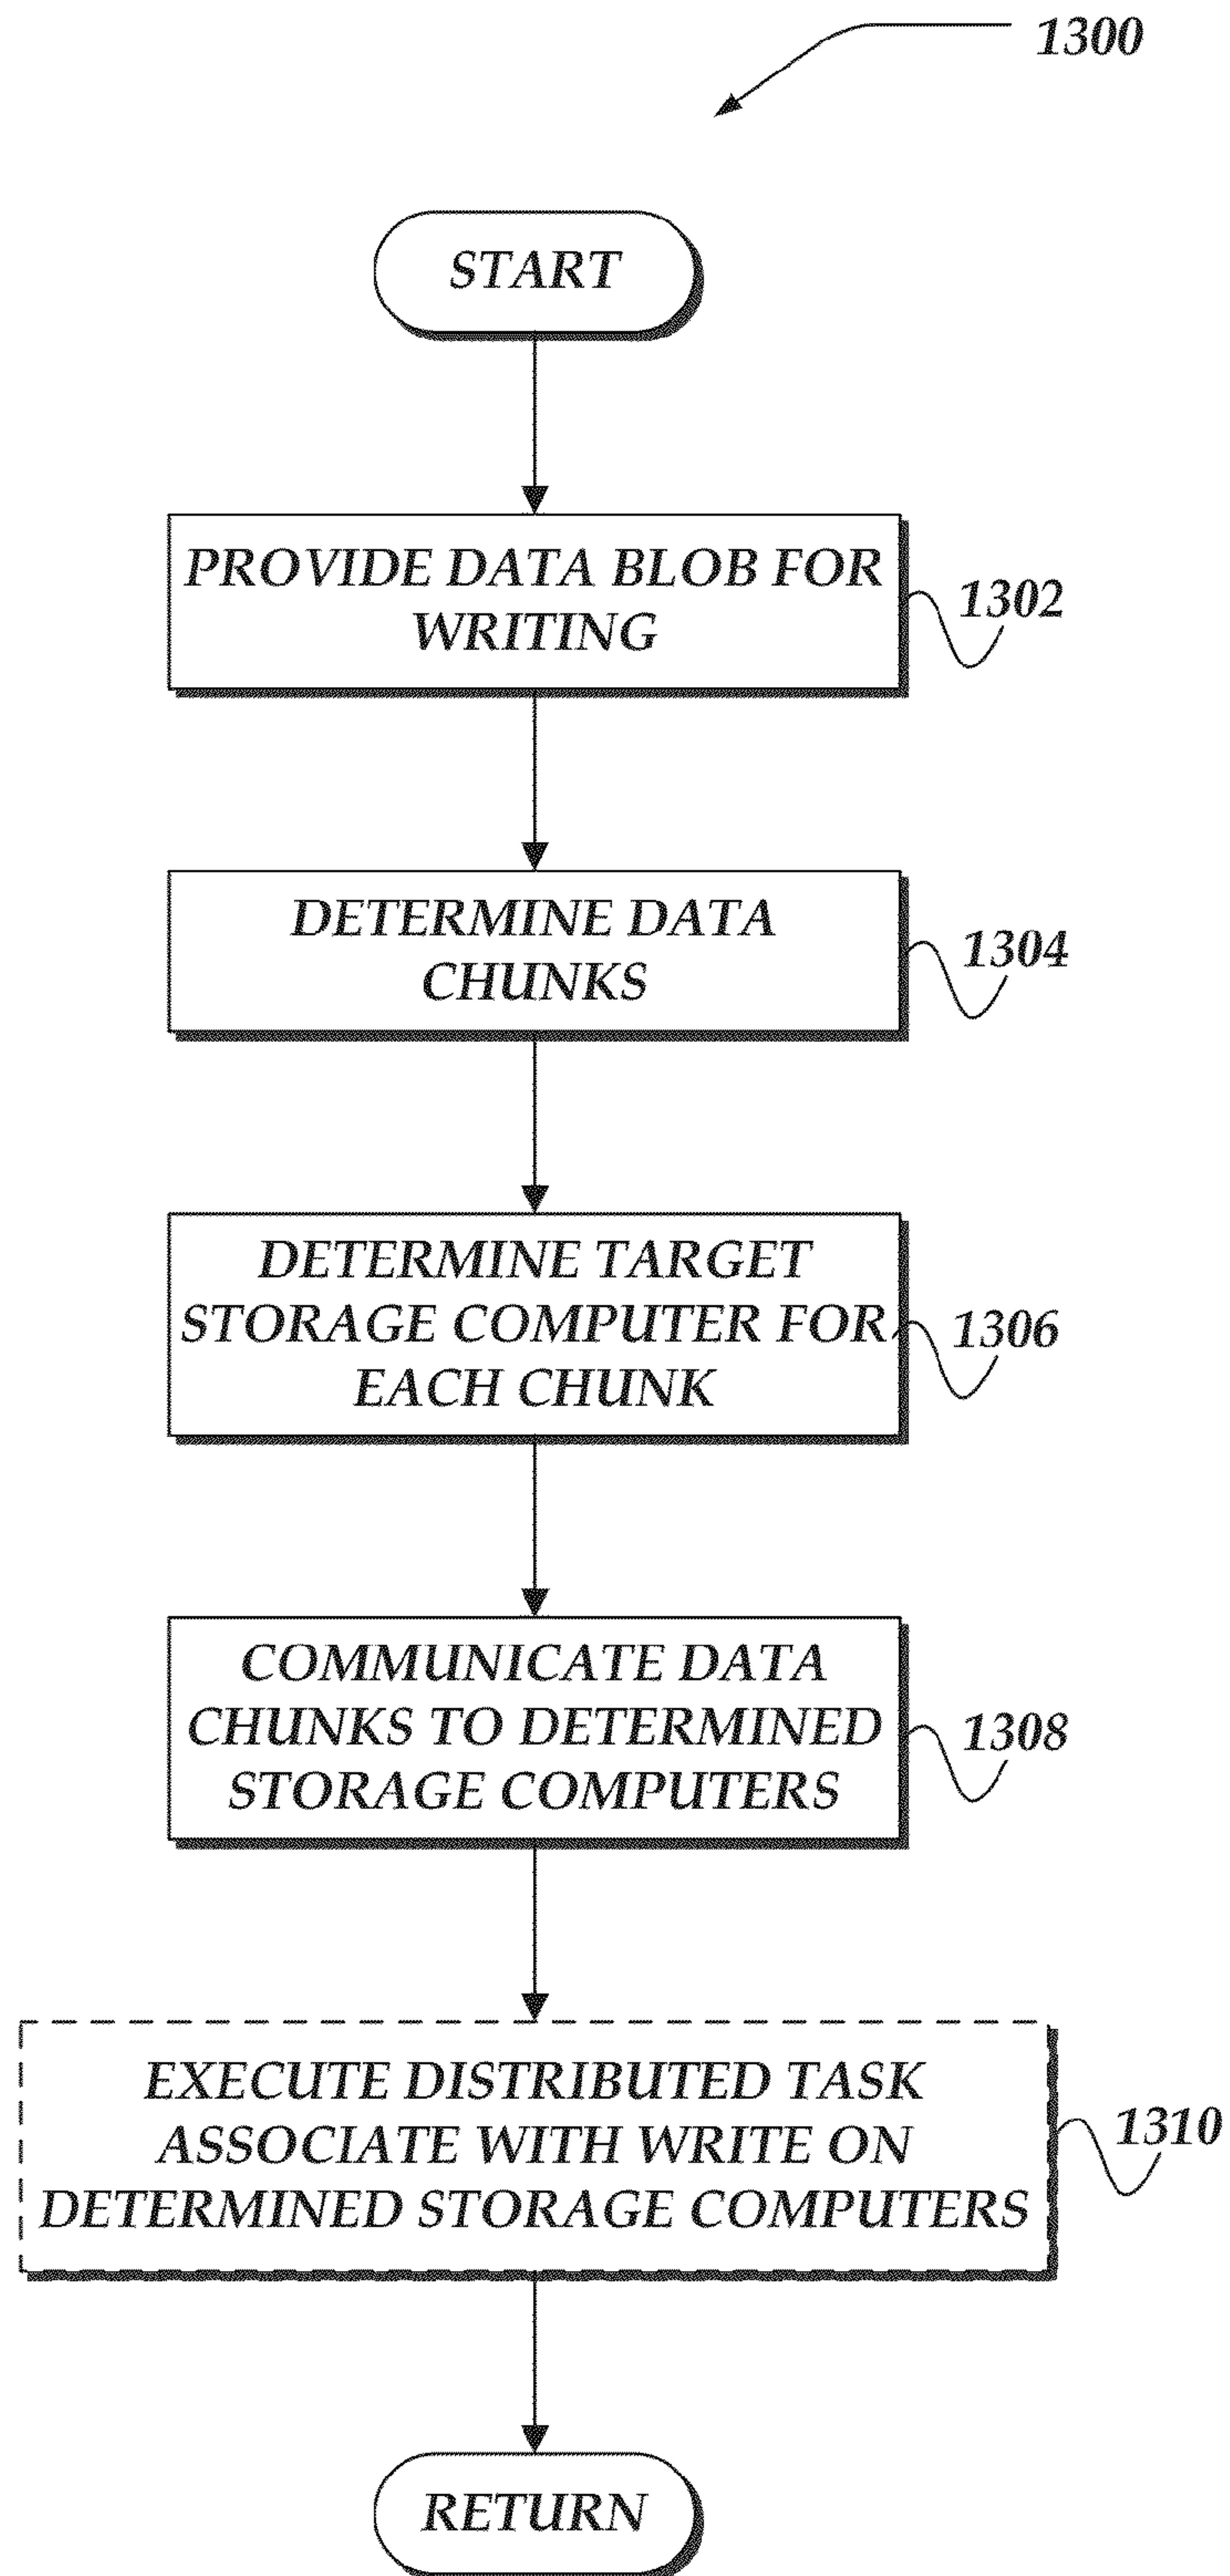 1300
START
PROVIDE DATA BLOB FOR
WRITING
1302
DETERMINE DATA
CHUNKS
1304
DETERMINE TARGET
STORAGE COMPUTER FOR
EACH CHUNK
1306
COMMUNICATE DATA
CHUNKS TO DETERMINED
STORAGE COMPUTERS
1308
EXECUTE DISTRIBUTED TASK
ASSOCIATE WITH WRITE ON
DETERMINED STORAGE COMPUTERS
1310
RETURN